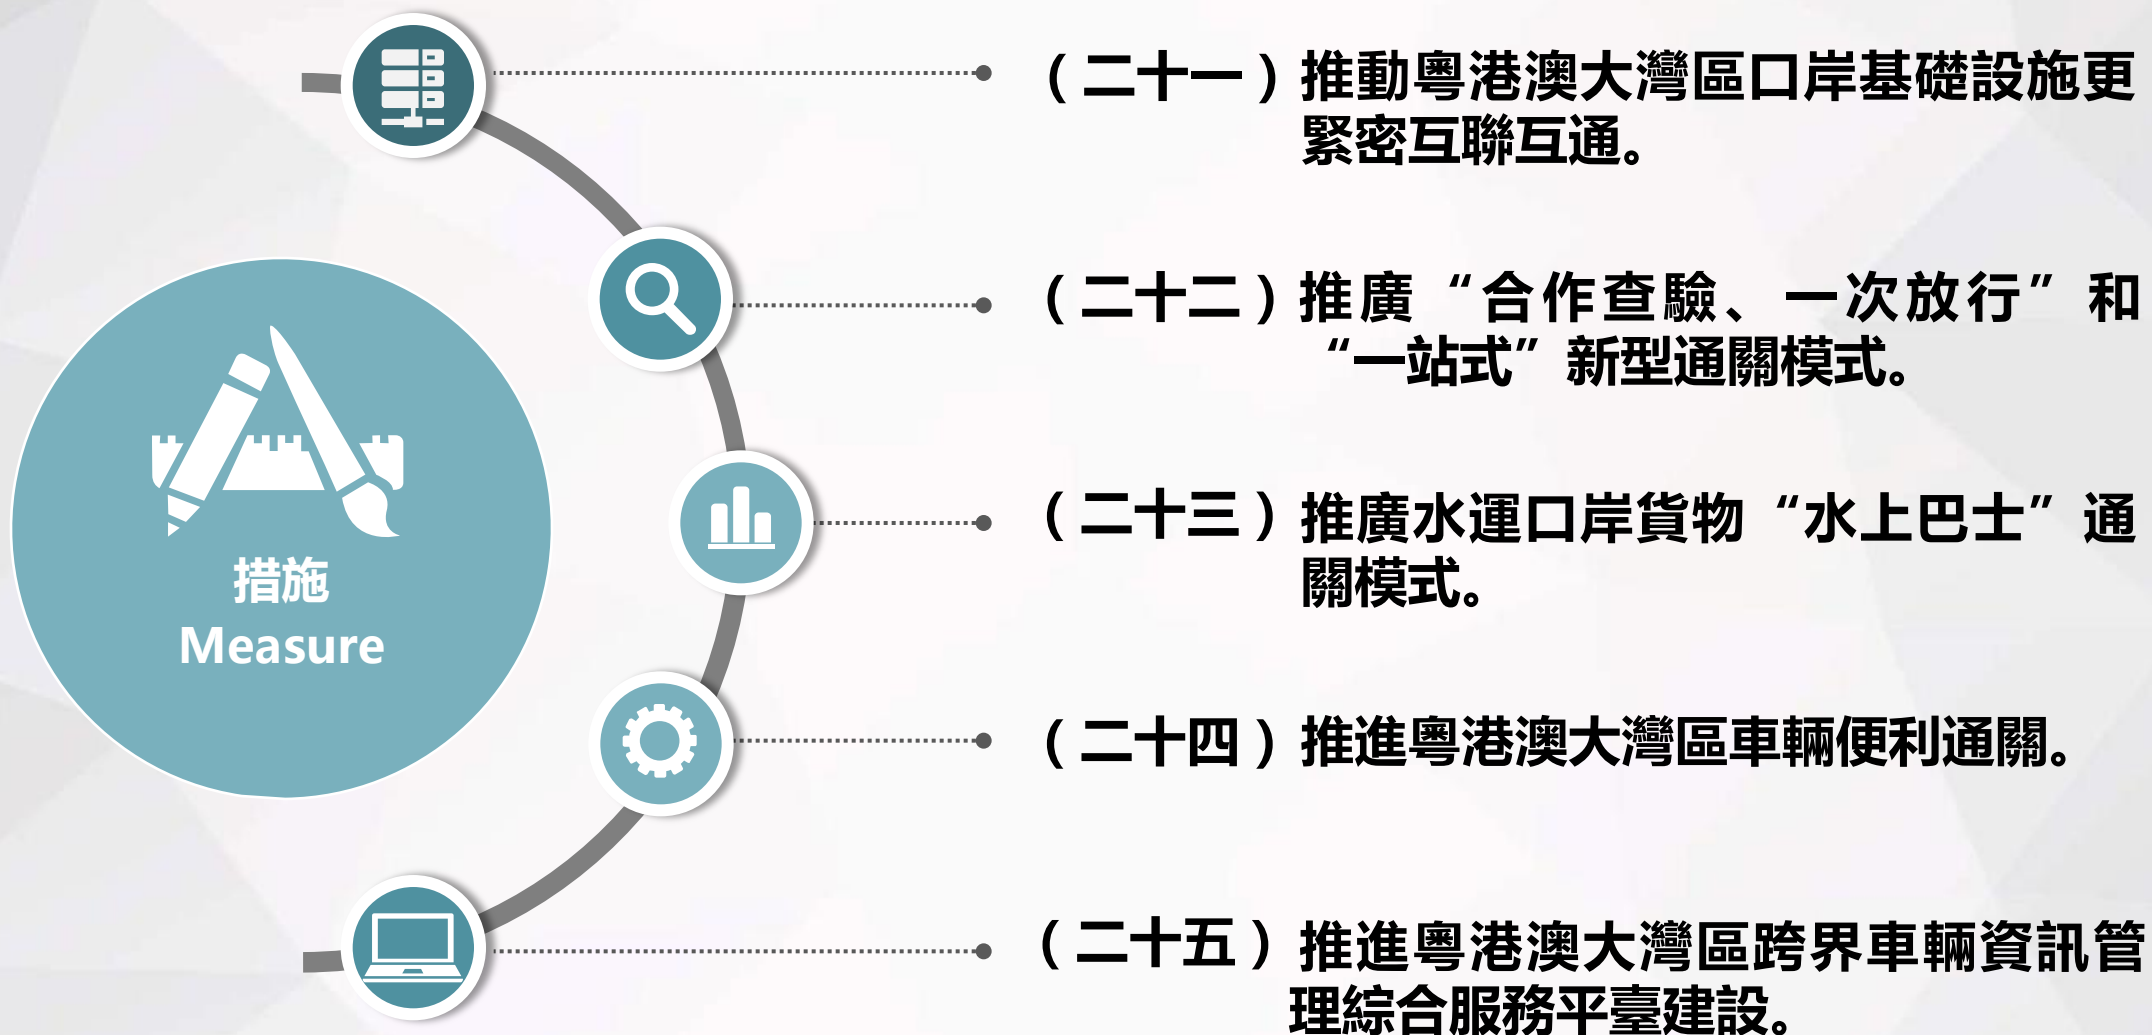 措施
Measure
（二十一）推動粵港澳大灣區口岸基礎設施更
緊密互聯互通。
（二十二）推廣“合作查驗、一次放行”和
“一站式”新型通關模式。
（二十三）推廣水運口岸貨物“水上巴士”通
關模式。
（二十四）推進粵港澳大灣區車輛便利通關。
（二十五）推進粵港澳大灣區跨界車輛資訊管
理綜合服務平臺建設。